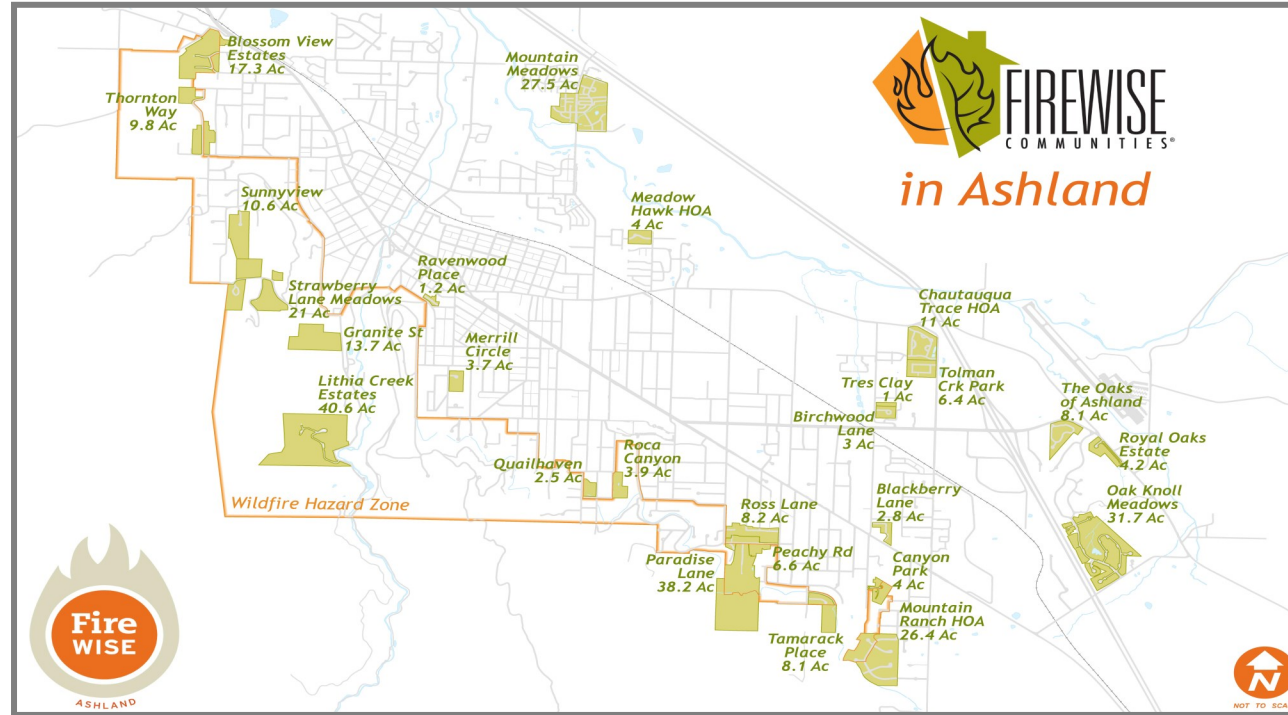 Blossom View
Estates
17.3 Ac
Mountain
Meadows
27.5 Ac
FIREWISE
COMMUNITIES®
in Ashland
Thornton
Way
9.8 Ac
Sunnyview
10.6 Ac
Meadow
Hawk HOA
4 Ac
Ravenwood
Place
1.2 Ac
Strawberry
Lane Meadows
21 Ac
Granite St
13.7 Ac
Merrill
Circle
3.7 Ac
Lithia Creek
Estates
40.6 Ac
Chautauqua
Trace HOA
11 Ac
Tolman
Crk Park
6.4 Ac
Tres Clay
1 Ac
Birchwood
Lane
3 Ac
The Oaks
of Ashland
8.1 Ac
Royal Oaks
Estate
4.2 Ac
Quailhaven
2.5 Ac
Roca
Canyon
3.9 Ac
Wildfire Hazard Zone
Ross Lane
8.2 Ac
Blackberry
Lane
2.8 Ac
Oak Knoll
Meadows
31.7 Ac
Paradise
Lane
38.2 Ac
Peachy Rd
6.6 Ac
Canyon
Park
4 Ac
Mountain
Ranch HOA
26.4 Ac
Tamarack
Place
8.1 Ac
Fire
WISE
ASHLAND
N
NOT TO SCA